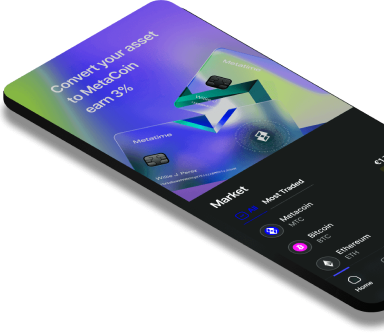 Convert your asset
to MetaCoin
earn 3%
Metatime
Willie J Perez
Market
Most Traded
Metacoin
MTC
Bitcoin
BTC
Ethereum
ETH
Home